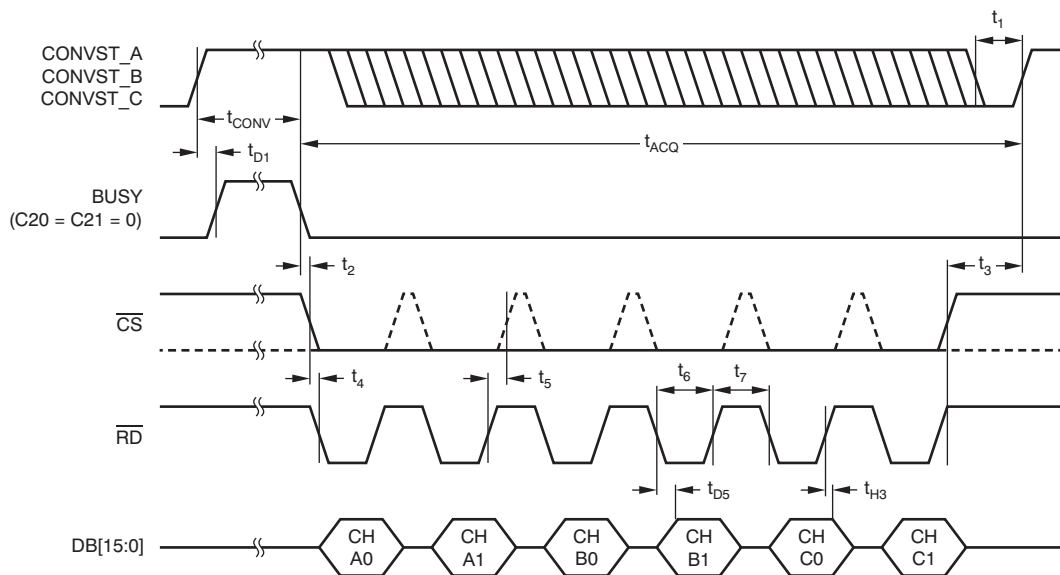 t1
CONVST_A
CONVST_B
CONVST_C
tCONV
tACQ
tD1
BUSY
(C20 = C21 = 0)
t2
t3
CS
t4
t5
t6
t7
RD
tD5
tH3
DB[15:0]
CH
A0
CH
A1
CH
B0
CH
B1
CH
C0
CH
C1